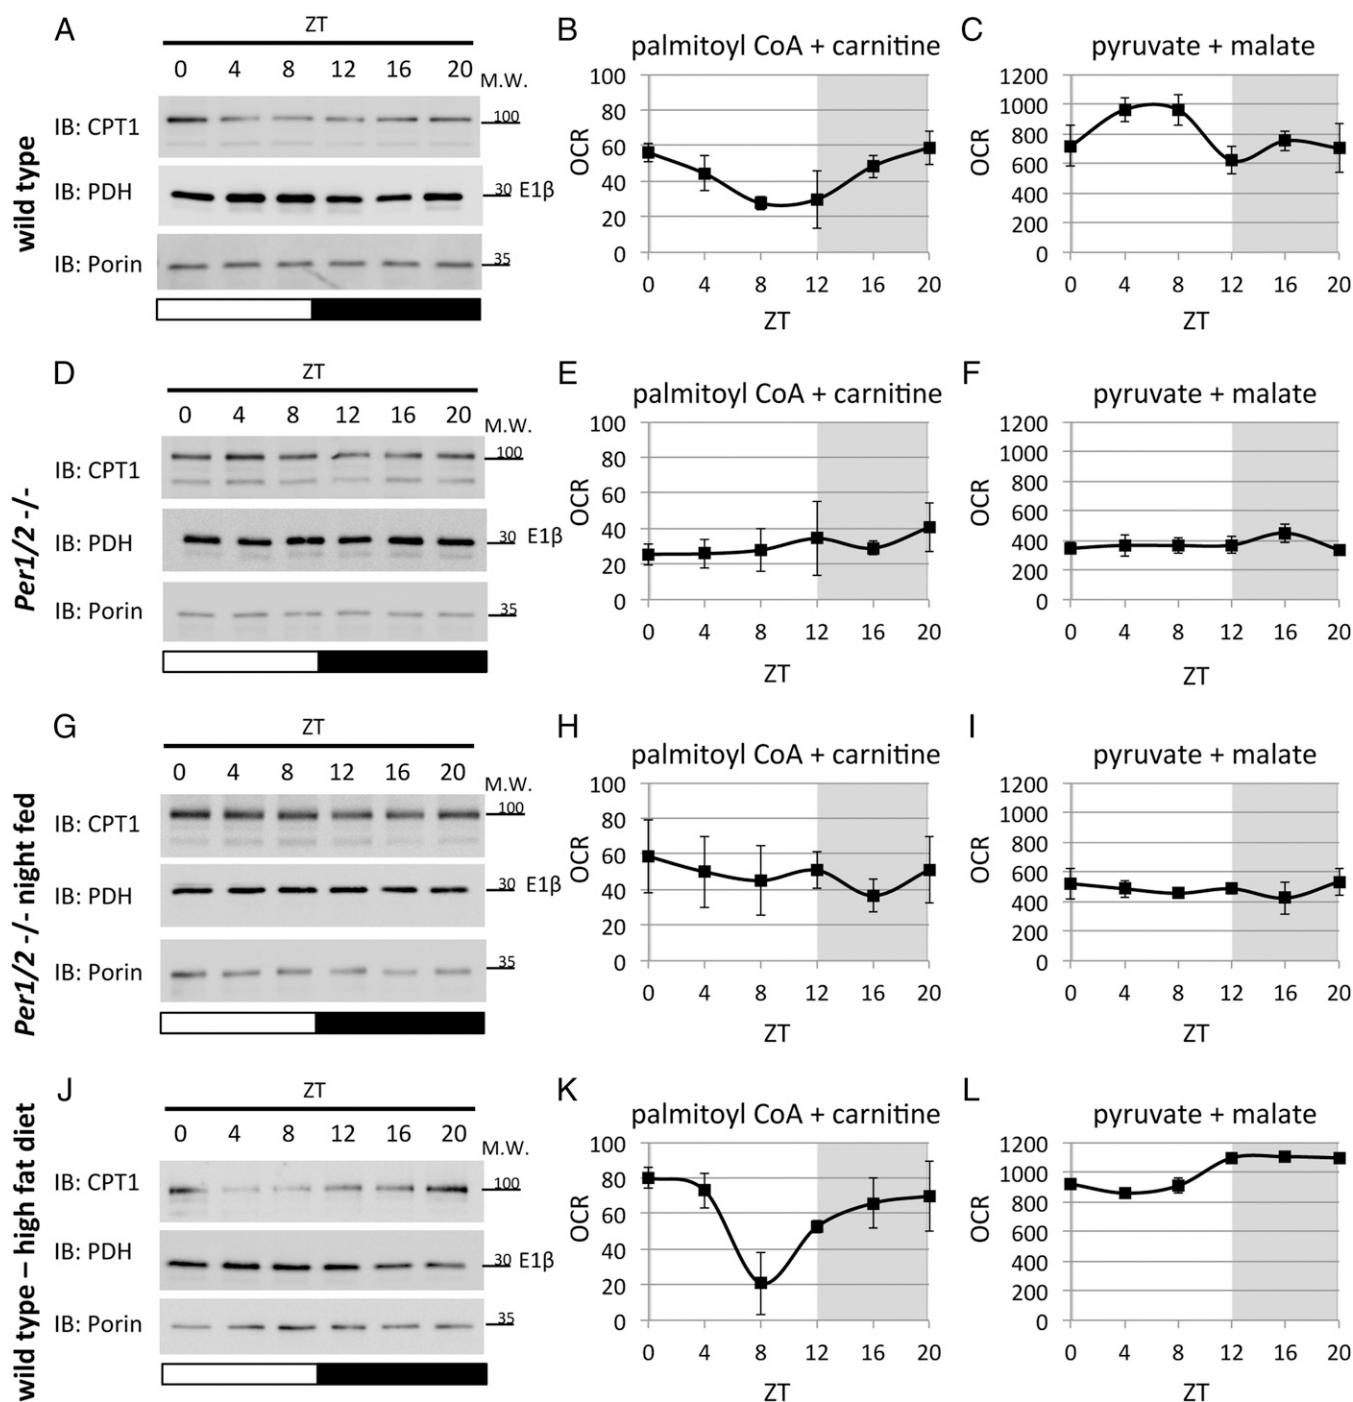 A
ZT
0 4 8 12 16 20
M.W.
IB: CPT1
100
IB: PDH
30 E1β
IB: Porin
35
wild type
B
palmitoyl CoA + carnitine
100
80
60
40
20
0
OCR
0 4 8 12 16 20
ZT
C
pyruvate + malate
1200
1000
800
600
400
200
0
OCR
0 4 8 12 16 20
ZT
D
ZT
0 4 8 12 16 20
M.W.
IB: CPT1
100
IB: PDH
30 E1β
IB: Porin
35
Per1/2 -/-
E
palmitoyl CoA + carnitine
100
80
60
40
20
0
OCR
0 4 8 12 16 20
ZT
F
pyruvate + malate
1200
1000
800
600
400
200
0
OCR
0 4 8 12 16 20
ZT
G
ZT
0 4 8 12 16 20
M.W.
IB: CPT1
100
IB: PDH
30 E1β
IB: Porin
35
Per1/2 -/- night fed
H
palmitoyl CoA + carnitine
100
80
60
40
20
0
OCR
0 4 8 12 16 20
ZT
I
pyruvate + malate
1200
1000
800
600
400
200
0
OCR
0 4 8 12 16 20
ZT
J
ZT
0 4 8 12 16 20
M.W.
IB: CPT1
100
IB: PDH
30 E1β
IB: Porin
35
wild type – high fat diet
K
palmitoyl CoA + carnitine
100
80
60
40
20
0
OCR
0 4 8 12 16 20
ZT
L
pyruvate + malate
1200
1000
800
600
400
200
0
OCR
0 4 8 12 16 20
ZT